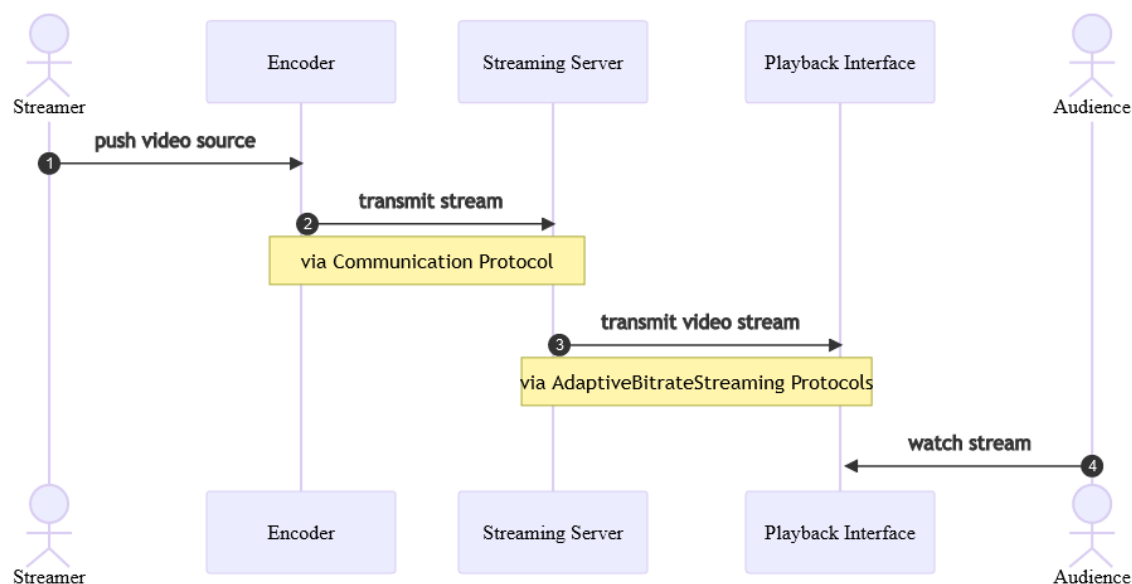 Encoder
Streaming Server
Playback Interface
Streamer
Audience
push video source
1
transmit stream
2
via Communication Protocol
transmit video stream
3
via AdaptiveBitrateStreaming Protocols
watch stream
4
Encoder
Streaming Server
Playback Interface
Streamer
Audience